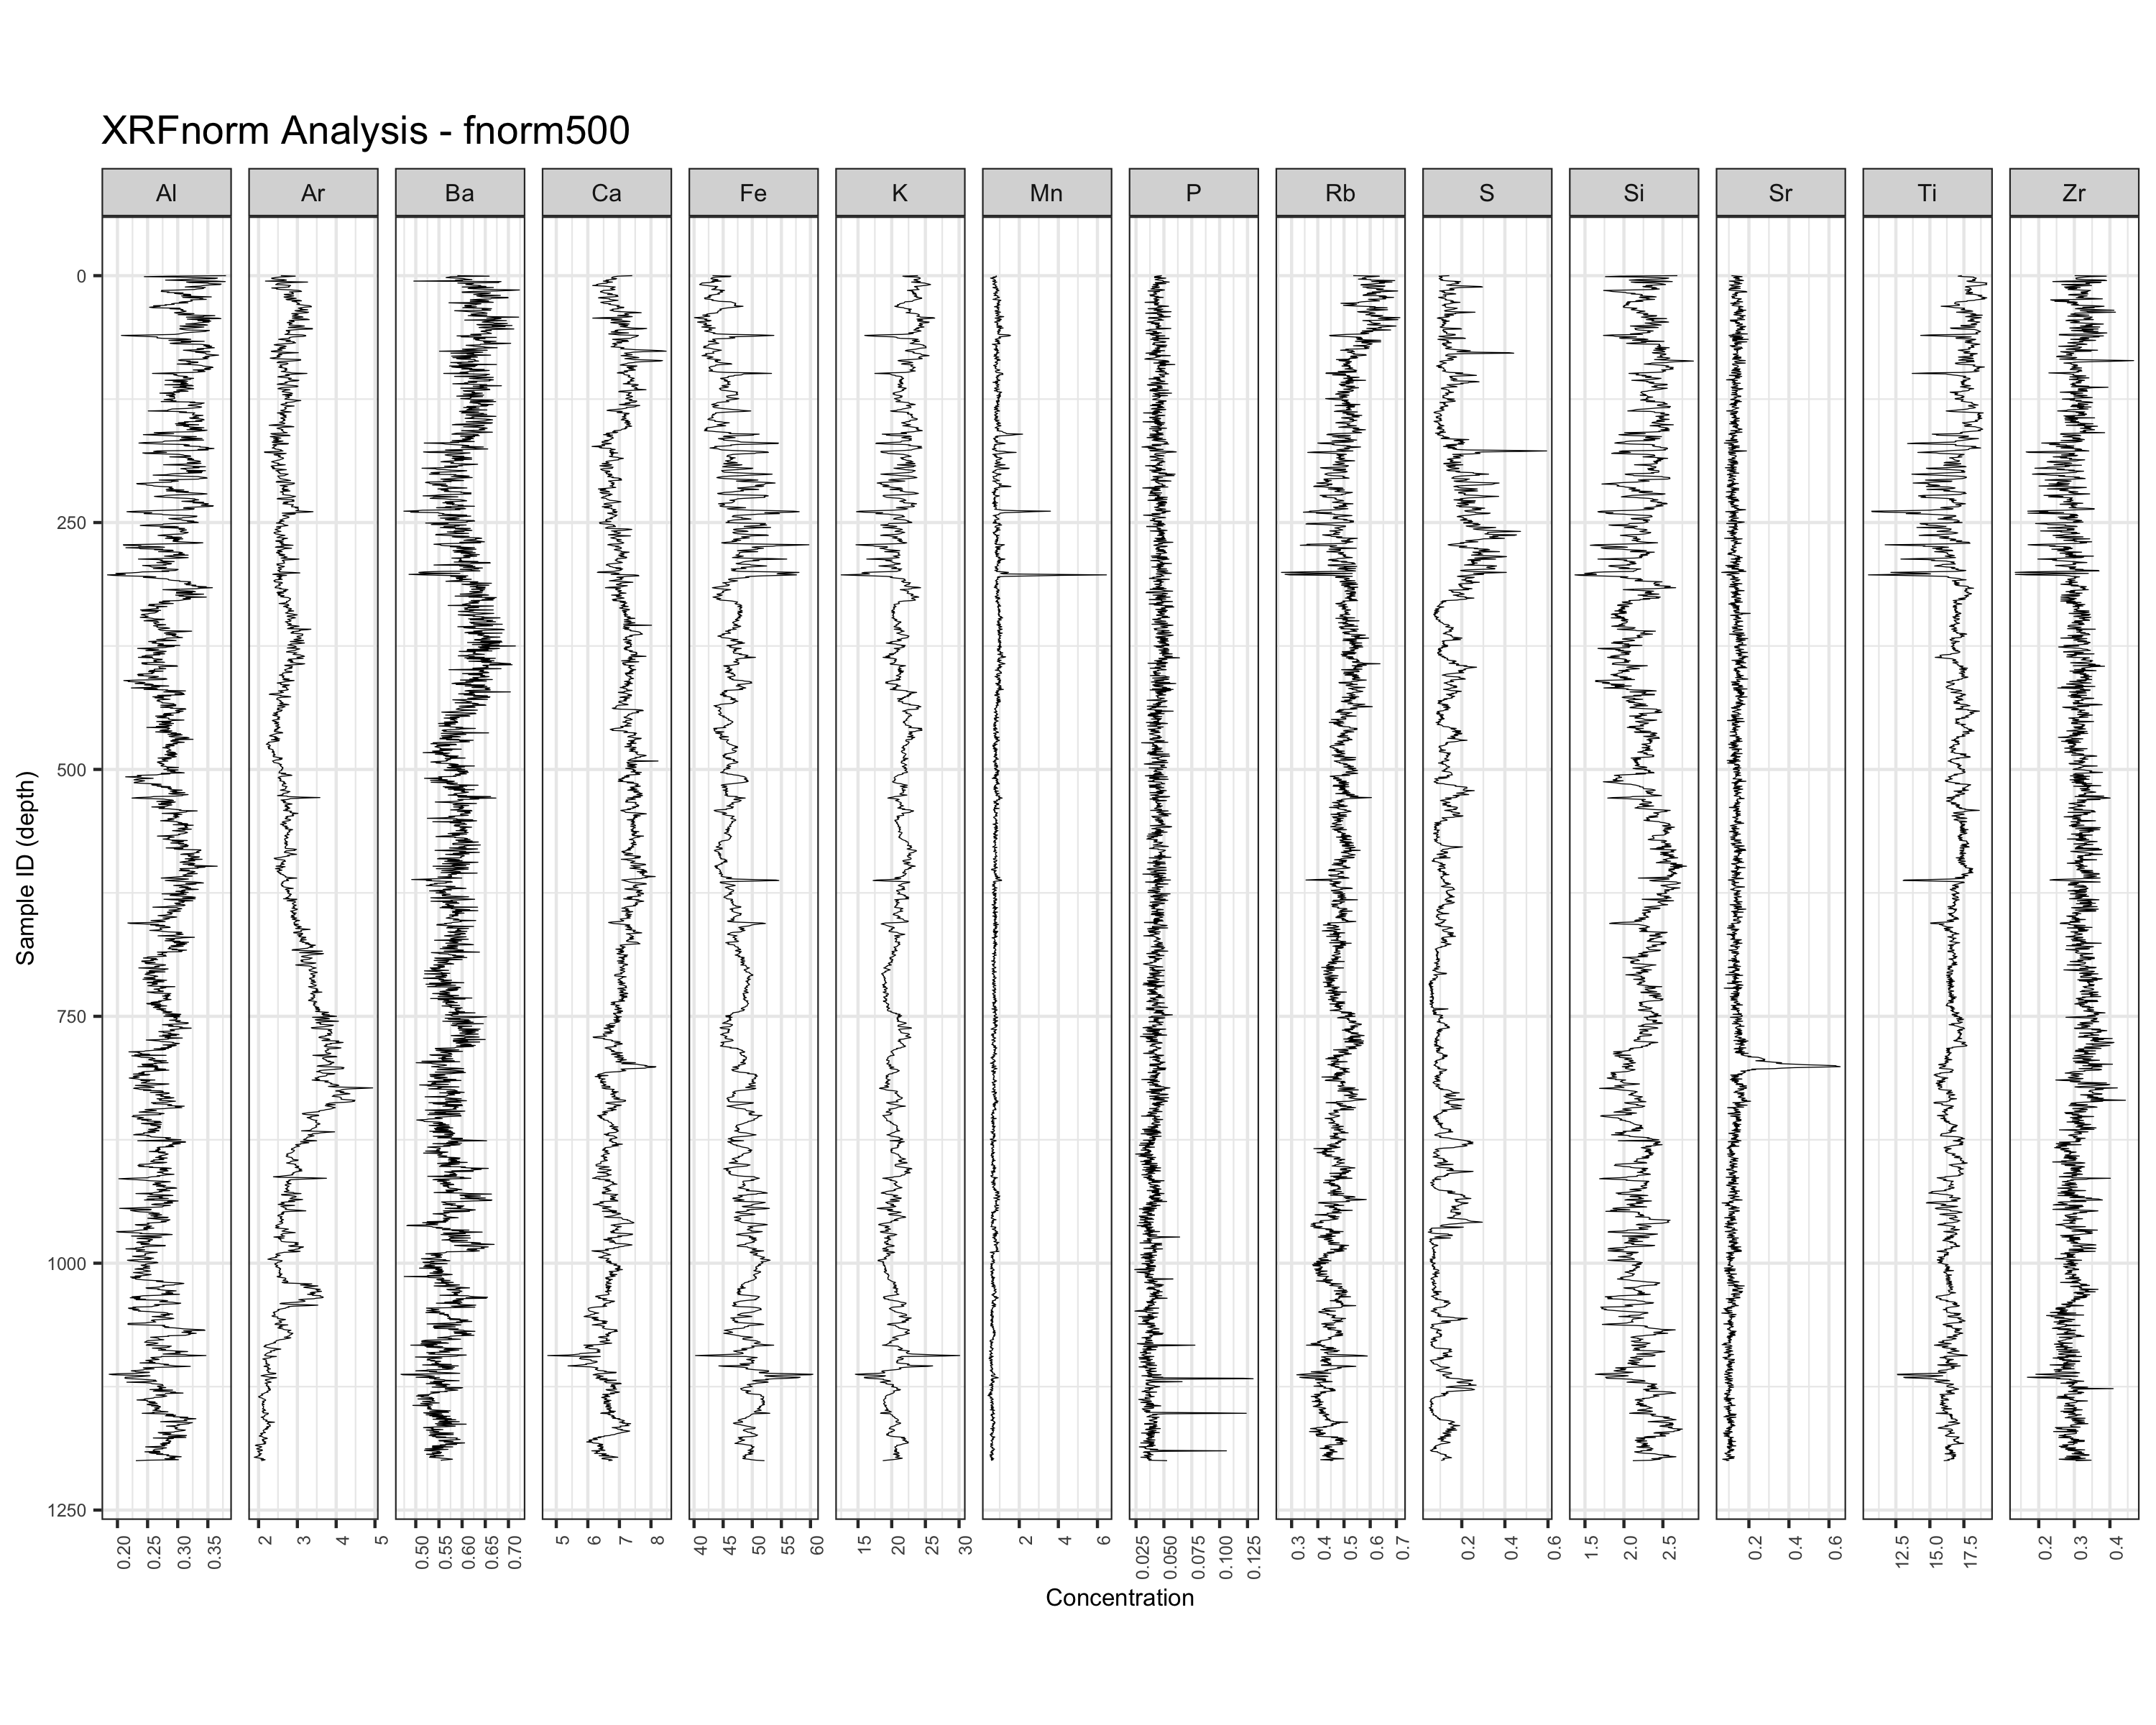 XRFnorm Analysis - fnorm500
Al Ar Ba Ca Fe K Mn P Rb S Si Sr Ti Zr
0
250
500
750
1000
1250
Sample ID (depth)
0.20 0.25 0.30 0.35 2 3 4 5 0.50 0.55 0.60 0.65 0.70 5 6 7 8 40 45 50 55 60 15 20 25 30 2 4 6 0.025 0.050 0.075 0.100 0.125 0.3 0.4 0.5 0.6 0.7 0.2 0.4 0.6 1.5 2.0 2.5 0.2 0.4 0.6 12.5 15.0 17.5 0.2 0.3 0.4
Concentration